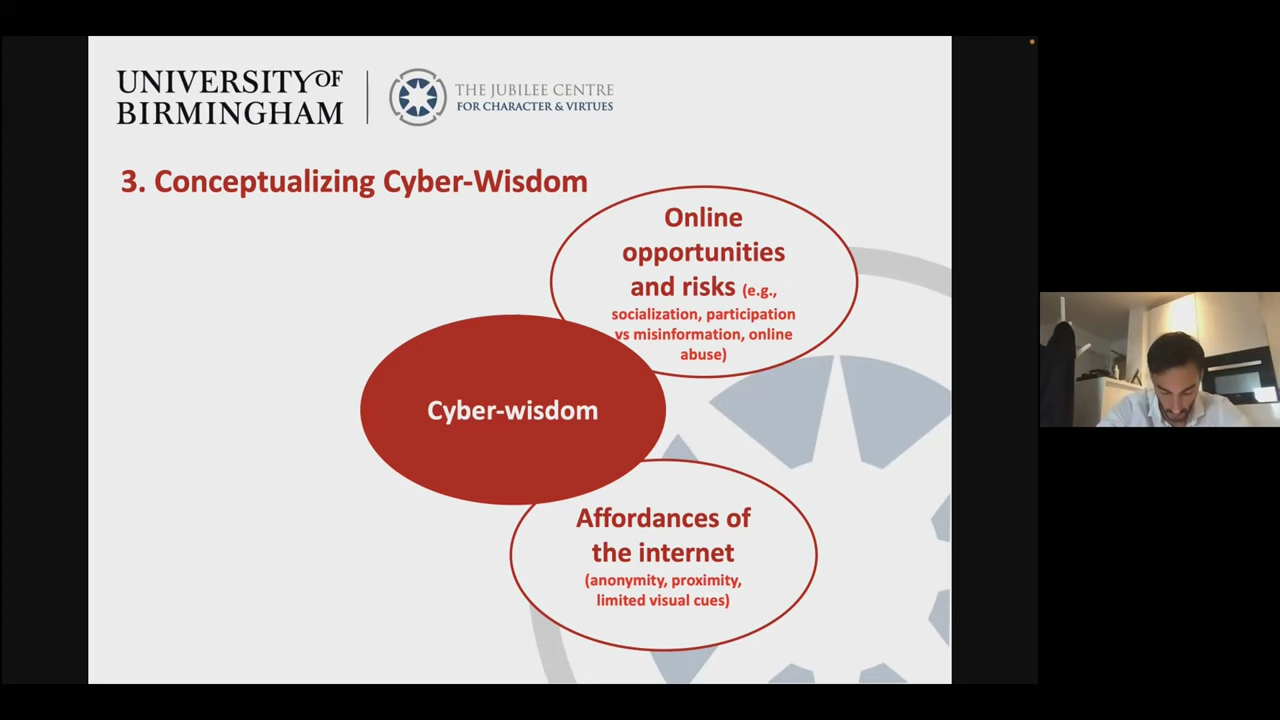 UNIVERSITY OF
BIRMINGHAM
THE JUBILEE CENTRE
FOR CHARACTER & VIRTUES
3. Conceptualizing Cyber-Wisdom
Online
opportunities
and risks (e.g.,
socialization, participation
vs misinformation, online
abuse)
Cyber-wisdom
Affordances of
the internet
(anonymity, proximity,
limited visual cues)